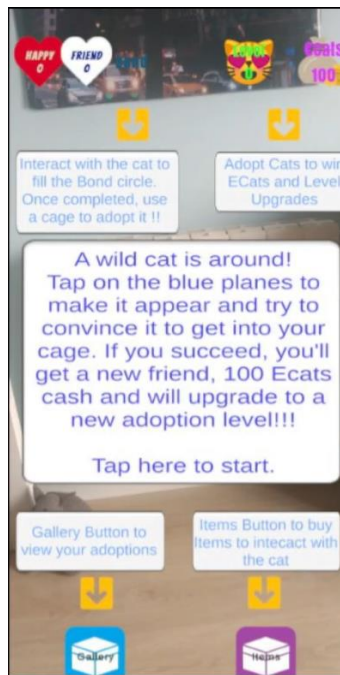 HAPPY
0
FRIEND
0
Level
0
Ecats
100
Interact with the cat to
fill the Bond circle.
Once completed, use
a cage to adopt it !!
Adopt Cats to win
ECats and Level
Upgrades
A wild cat is around!
Tap on the blue planes to
make it appear and try to
convince it to get into your
cage. If you succeed, you'll
get a new friend, 100 Ecats
cash and will upgrade to a
new adoption level!!!
Tap here to start.
Gallery Button to
view your adoptions
Items Button to buy
Items to intecact with
the cat
Gallery
Items